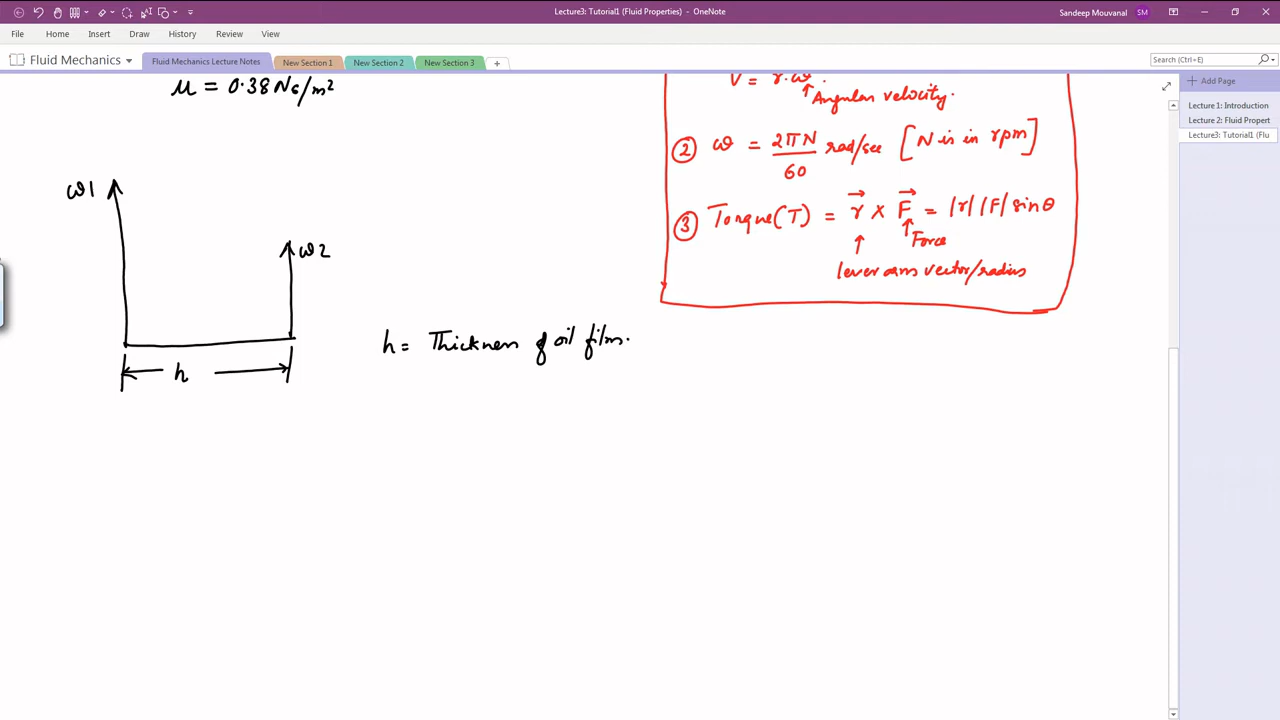 Lecture3: Tutorial1 (Fluid Properties) - OneNote
Sandeep Mouvanal SM
File Home Insert Draw History Review View
Fluid Mechanics
Fluid Mechanics Lecture Notes New Section 1 New Section 2 New Section 3 +
Search (Ctrl+E)
Add Page
Lecture 1: Introduction
Lecture 2: Fluid Propert
Lecture3: Tutorial1 (Flu
μ = 0.38 Ns/m²
V = r.ω.
Angular velocity.
② ω = 2πN/60 rad/sec [N is in rpm]
③ Torque(T) = r⃗ × F⃗ = |r||F| sinθ
Force
lever arm vector/radius
ω1
ω2
h
h = Thickness of oil film.